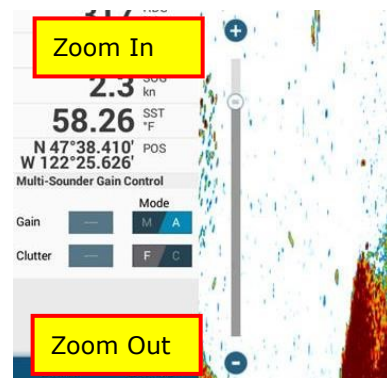 Zoom In
2.3 SOG
kn
58.26 SST
°F
N 47°38.410' POS
W 122°25.626'
Multi-Sounder Gain Control
Mode
Gain --- M A
Clutter --- F C
Zoom Out